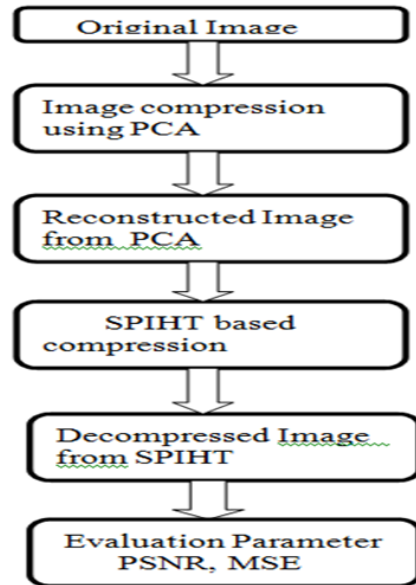 Original Image
Image compression
using PCA
Reconstructed Image
from PCA
SPIHT based
compression
Decompressed Image
from SPIHT
Evaluation Parameter
PSNR, MSE